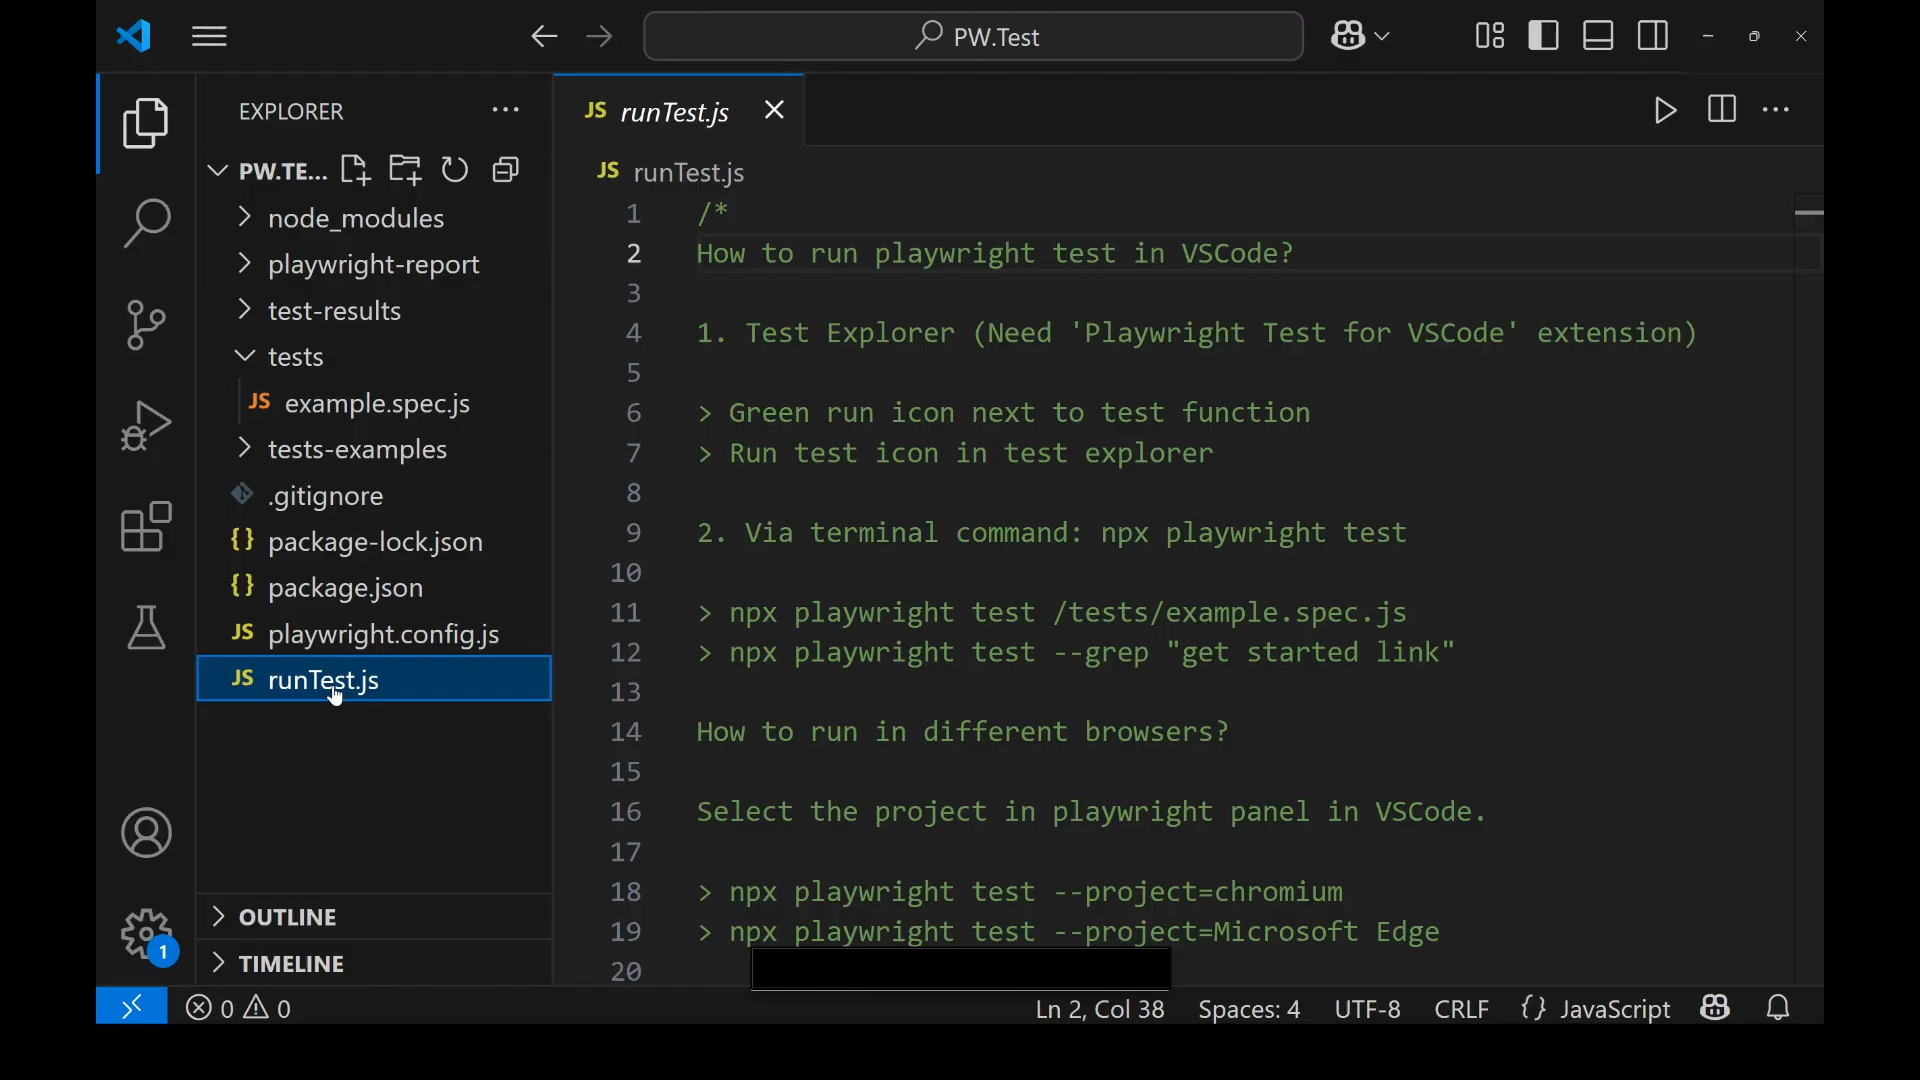 PW.Test
EXPLORER
PW.TE...
node_modules
playwright-report
test-results
tests
JS example.spec.js
tests-examples
.gitignore
{} package-lock.json
{} package.json
JS playwright.config.js
JS runTest.js
OUTLINE
TIMELINE
1
JS runTest.js
JS runTest.js
1 /*
2 How to run playwright test in VSCode?
3
4 1. Test Explorer (Need 'Playwright Test for VSCode' extension)
5
6 > Green run icon next to test function
7 > Run test icon in test explorer
8
9 2. Via terminal command: npx playwright test
10
11 > npx playwright test /tests/example.spec.js
12 > npx playwright test --grep "get started link"
13
14 How to run in different browsers?
15
16 Select the project in playwright panel in VSCode.
17
18 > npx playwright test --project=chromium
19 > npx playwright test --project=Microsoft Edge
20
0 0
Ln 2, Col 38
Spaces: 4
UTF-8
CRLF
{} JavaScript